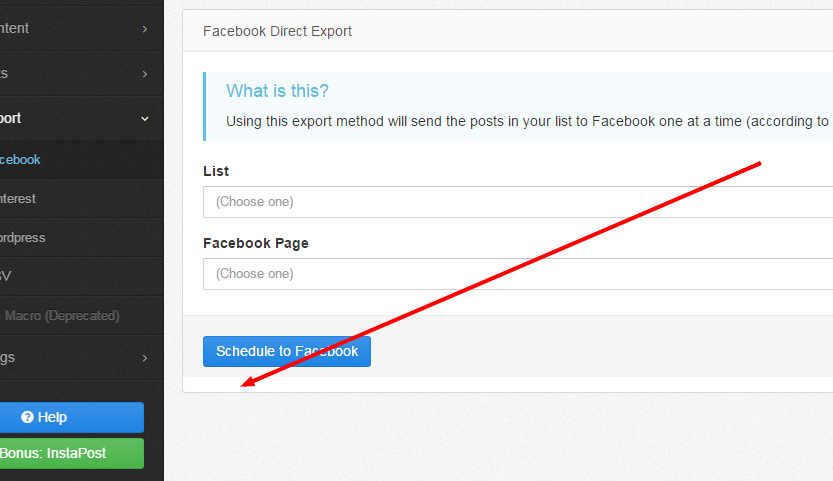 ntent
ts
port
cebook
nterest
ordpress
SV
Macro (Deprecated)
gs
Help
Bonus: InstaPost
Facebook Direct Export
What is this?
Using this export method will send the posts in your list to Facebook one at a time (according to
List
(Choose one)
Facebook Page
(Choose one)
Schedule to Facebook